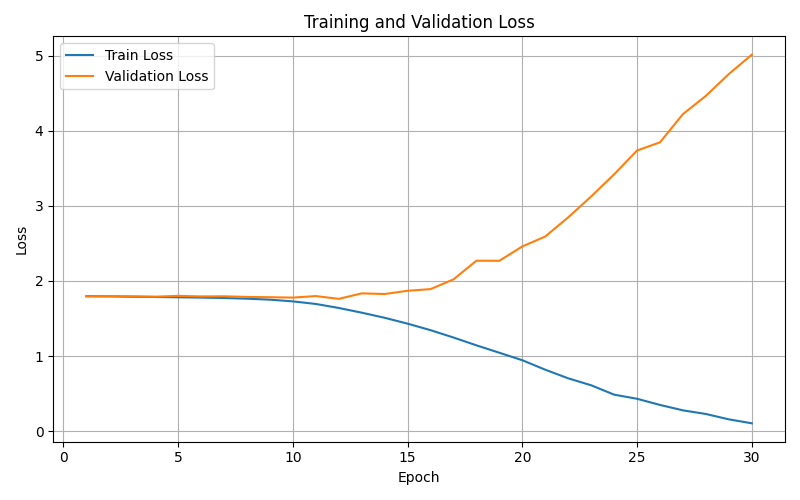 Training and Validation Loss
Train Loss
Validation Loss
5
4
3
2
1
0
Loss
0 5 10 15 20 25 30
Epoch